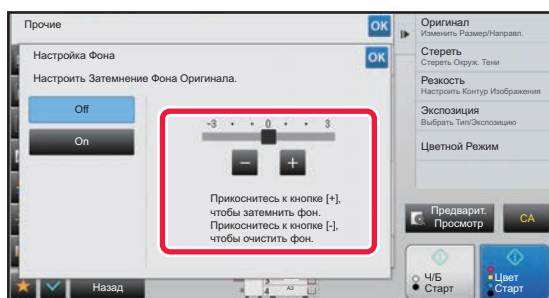 Прочие
OK
Настройка Фона
OK
Настроить Затемнение Фона Оригинала.
Off
On
-3 • • 0 • • 3
−
+
Прикоснитесь к кнопке [+],
чтобы затемнить фон.
Прикоснитесь к кнопке [-],
чтобы очистить фон.
Назад
4
A3
Оригинал
Изменить Размер/Направл.
Стереть
Стереть Окруж. Тени
Резкость
Настроить Контур Изображения
Экспозиция
Выбрать Тип/Экспозицию
Цветной Режим
Предварит.
Просмотр
CA
Ч/Б
Старт
Цвет
Старт